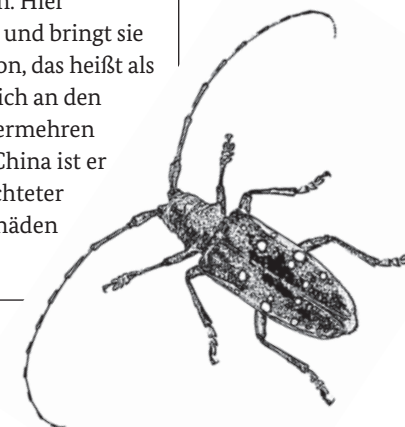 n. Hier
und bringt sie
on, das heißt als
ich an den
ermehren
China ist er
chteter
häden